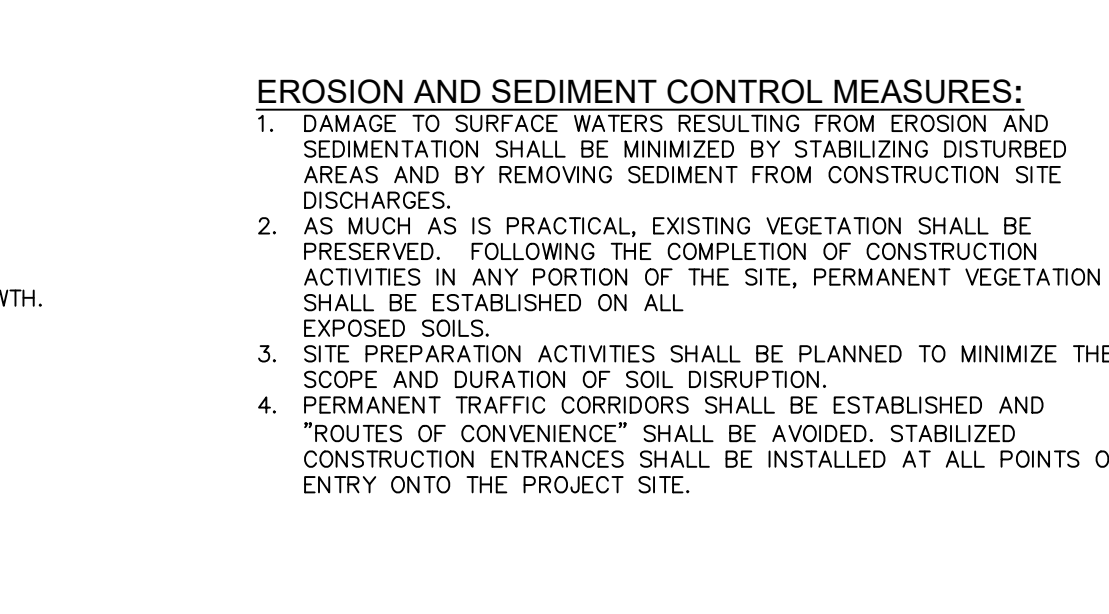 EROSION AND SEDIMENT CONTROL MEASURES:
1. DAMAGE TO SURFACE WATERS RESULTING FROM EROSION AND
SEDIMENTATION SHALL BE MINIMIZED BY STABILIZING DISTURBED
AREAS AND BY REMOVING SEDIMENT FROM CONSTRUCTION SITE
DISCHARGES.
2. AS MUCH AS IS PRACTICAL, EXISTING VEGETATION SHALL BE
PRESERVED. FOLLOWING THE COMPLETION OF CONSTRUCTION
ACTIVITIES IN ANY PORTION OF THE SITE, PERMANENT VEGETATION
SHALL BE ESTABLISHED ON ALL
EXPOSED SOILS.
3. SITE PREPARATION ACTIVITIES SHALL BE PLANNED TO MINIMIZE THE
SCOPE AND DURATION OF SOIL DISRUPTION.
4. PERMANENT TRAFFIC CORRIDORS SHALL BE ESTABLISHED AND
"ROUTES OF CONVENIENCE" SHALL BE AVOIDED. STABILIZED
CONSTRUCTION ENTRANCES SHALL BE INSTALLED AT ALL POINTS
ENTRY ONTO THE PROJECT SITE.